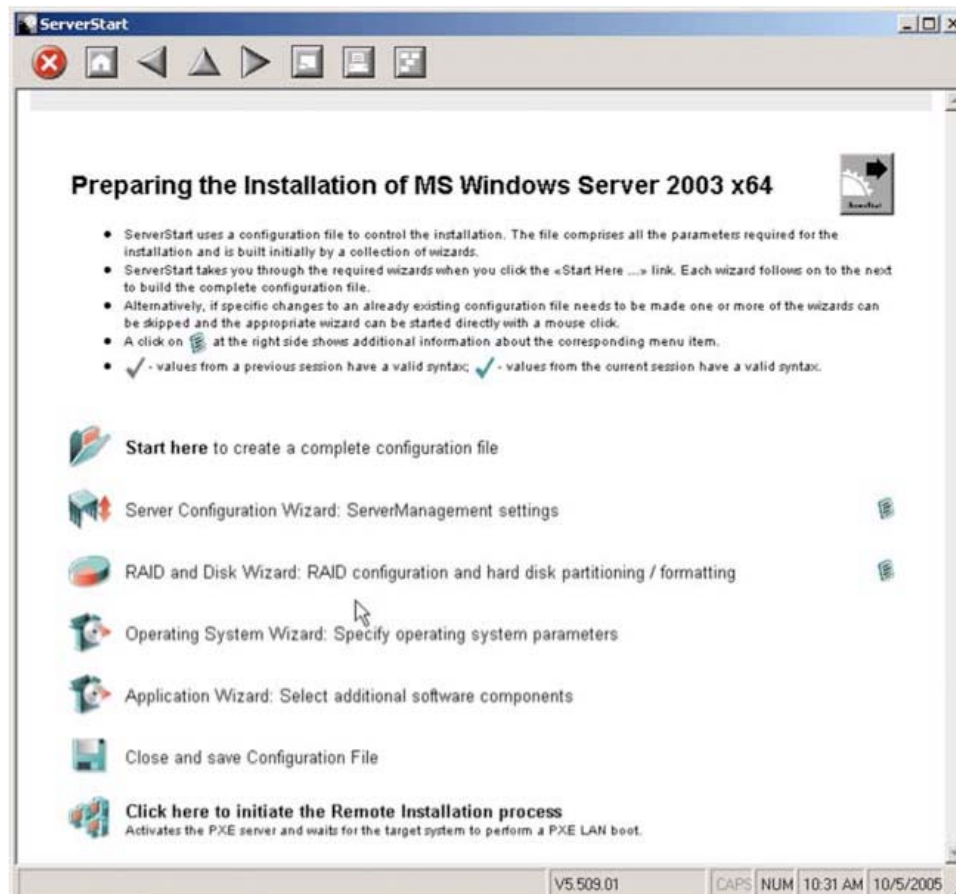 ServerStart
Preparing the Installation of MS Windows Server 2003 x64
ServerStart
• ServerStart uses a configuration file to control the installation. The file comprises all the parameters required for the
installation and is built initially by a collection of wizards.
• ServerStart takes you through the required wizards when you click the «Start Here ...» link. Each wizard follows on to the next
to build the complete configuration file.
• Alternatively, if specific changes to an already existing configuration file needs to be made one or more of the wizards can
be skipped and the appropriate wizard can be started directly with a mouse click.
• A click on at the right side shows additional information about the corresponding menu item.
• - values from a previous session have a valid syntax; - values from the current session have a valid syntax.
Start here to create a complete configuration file
Server Configuration Wizard: ServerManagement settings
RAID and Disk Wizard: RAID configuration and hard disk partitioning / formatting
Operating System Wizard: Specify operating system parameters
Application Wizard: Select additional software components
Close and save Configuration File
Click here to initiate the Remote Installation process
Activates the PXE server and waits for the target system to perform a PXE LAN boot.
V5.509.01 CAPS NUM 10:31 AM 10/5/2005